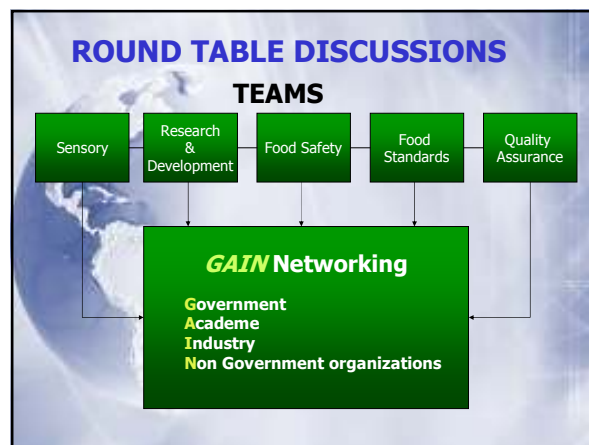 ROUND TABLE DISCUSSIONS
TEAMS
Sensory
Research
&
Development
Food Safety
Food
Standards
Quality
Assurance
GAIN Networking
Government
Academe
Industry
Non Government organizations